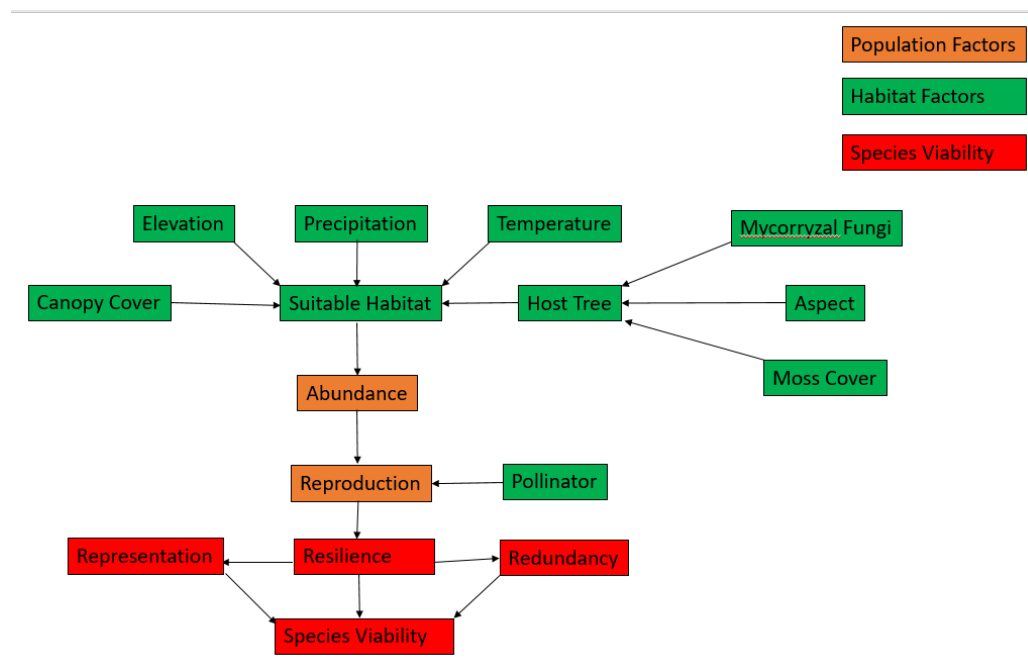 Population Factors
Habitat Factors
Species Viability
Elevation
Precipitation
Temperature
Mycorryzal Fungi
Canopy Cover
Suitable Habitat
Host Tree
Aspect
Moss Cover
Abundance
Reproduction
Pollinator
Representation
Resilience
Redundancy
Species Viability